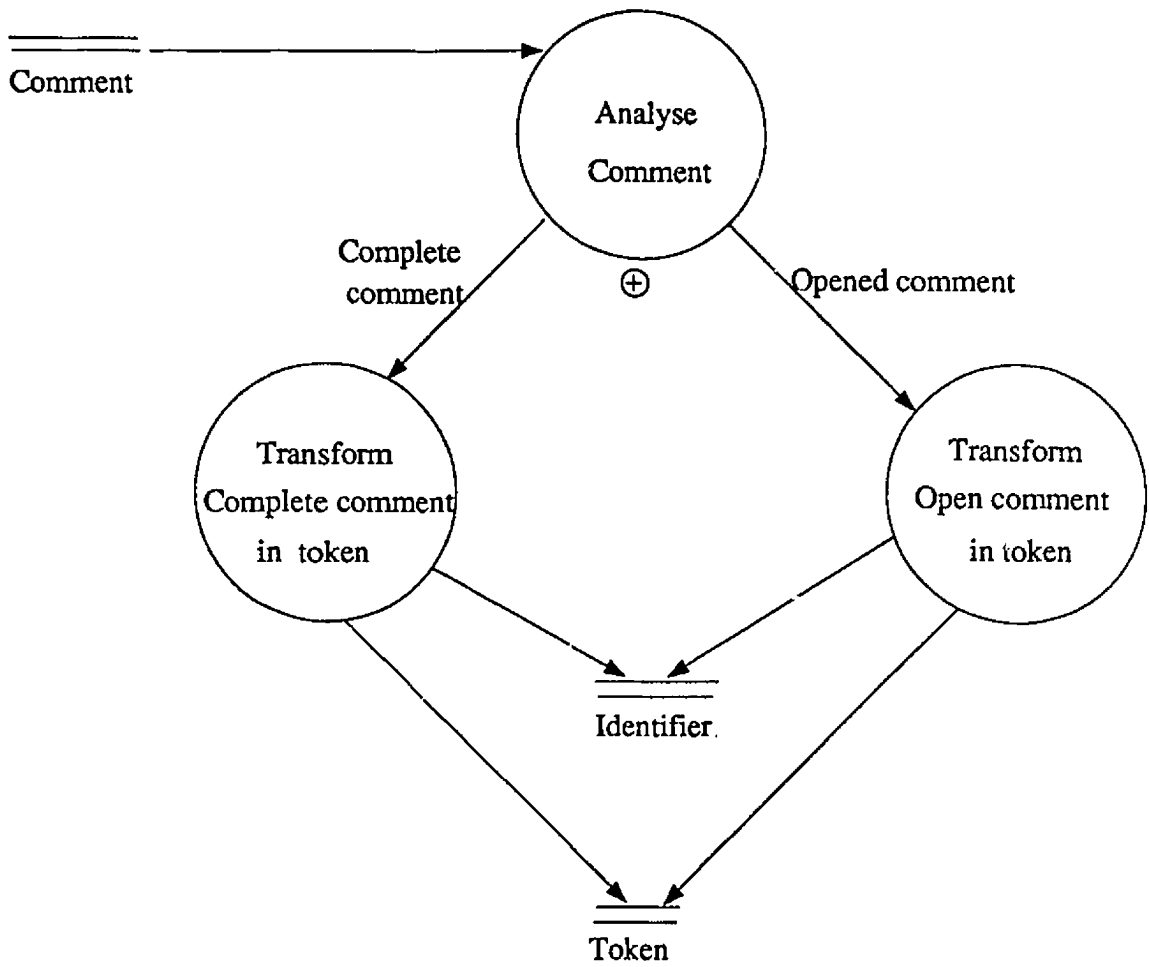 Comment
Analyse
Comment
Complete
comment
Opened comment
Transform
Complete comment
in token
Transform
Open comment
in token
Identifier
Token